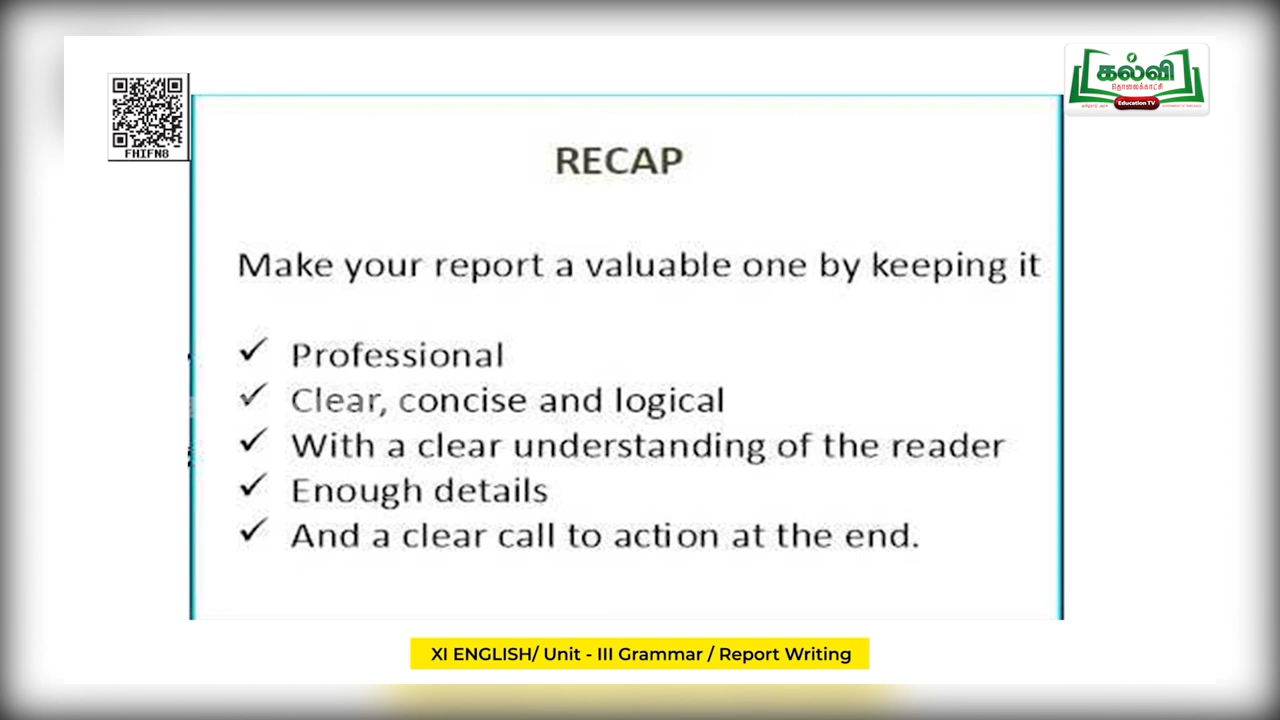 கல்வி
தொலைக்காட்சி
Education TV
FHIFN8
RECAP
Make your report a valuable one by keeping it
✓ Professional
✓ Clear, concise and logical
✓ With a clear understanding of the reader
✓ Enough details
✓ And a clear call to action at the end.
XI ENGLISH/ Unit - III Grammar / Report Writing